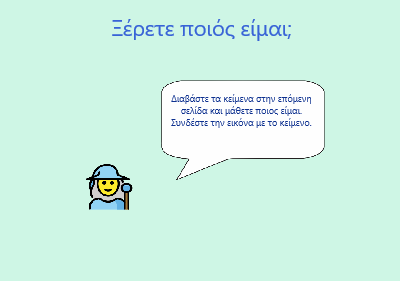 Ξέρετε ποιός είμαι;
Διαβάστε τα κείμενα στην επόμενη
σελίδα και μάθετε ποιος είμαι.
Συνδέστε την εικόνα με το κείμενο.